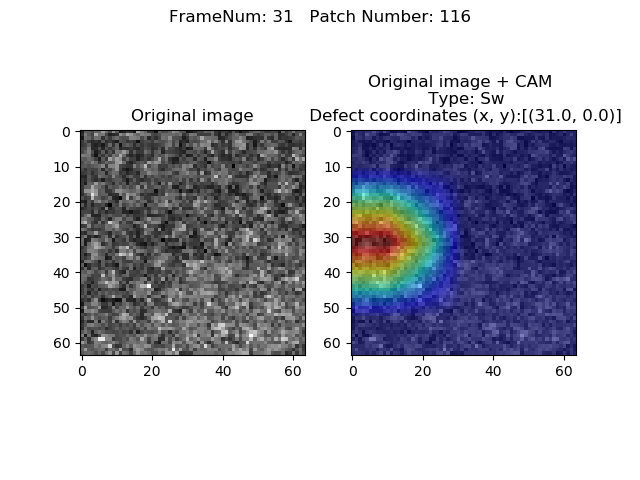 FrameNum: 31   Patch Number: 116
Original image
0
10
20
30
40
50
60
0 20 40 60
Original image + CAM
Type: Sw
Defect coordinates (x, y):[(31.0, 0.0)]
0
10
20
30
40
50
60
0 20 40 60